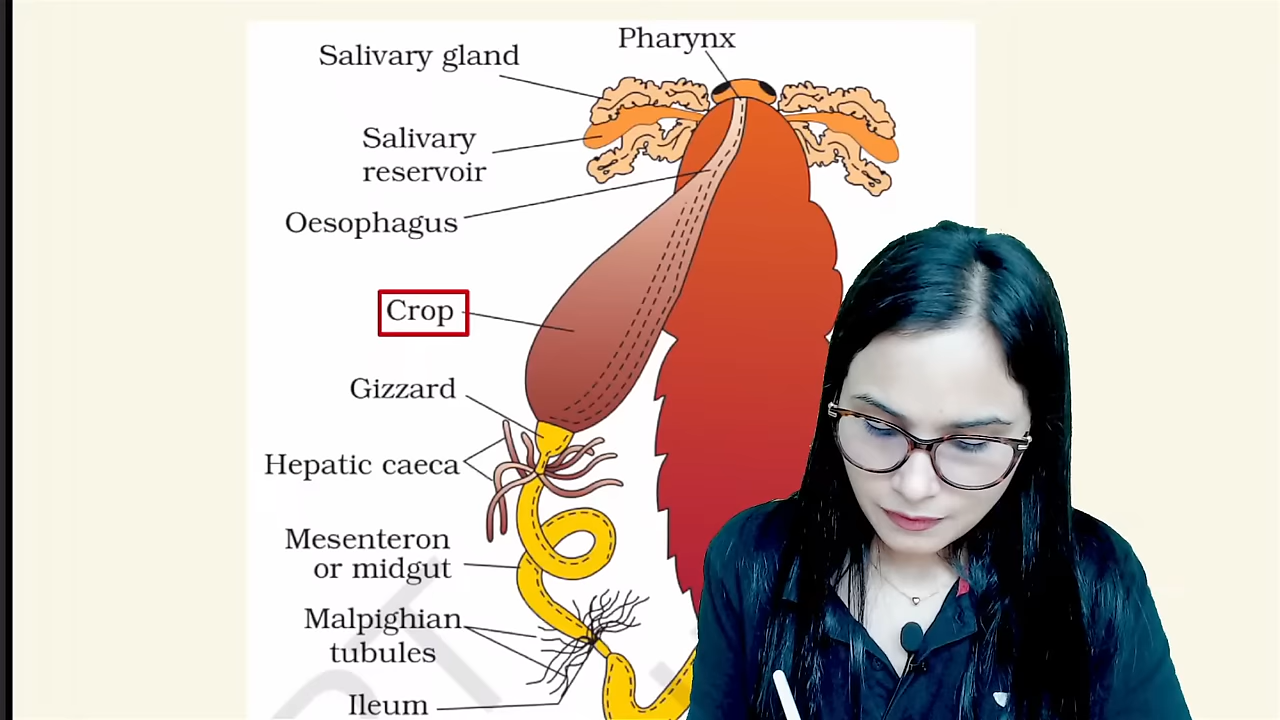 Pharynx
Salivary gland
Salivary
reservoir
Oesophagus
Crop
Gizzard
Hepatic caeca
Mesenteron
or midgut
Malpighian
tubules
Ileum